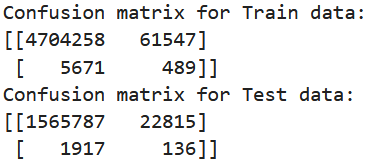 Confusion matrix for Train data:
[[4704258   61547]
 [   5671     489]]
Confusion matrix for Test data:
[[1565787   22815]
 [   1917     136]]